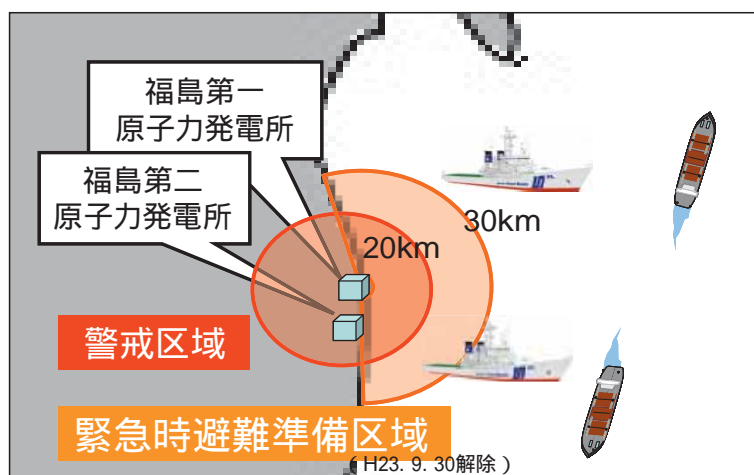 福島第一
原子力発電所
福島第二
原子力発電所
30km
20km
警戒区域
緊急時避難準備区域
（H23. 9. 30解除）